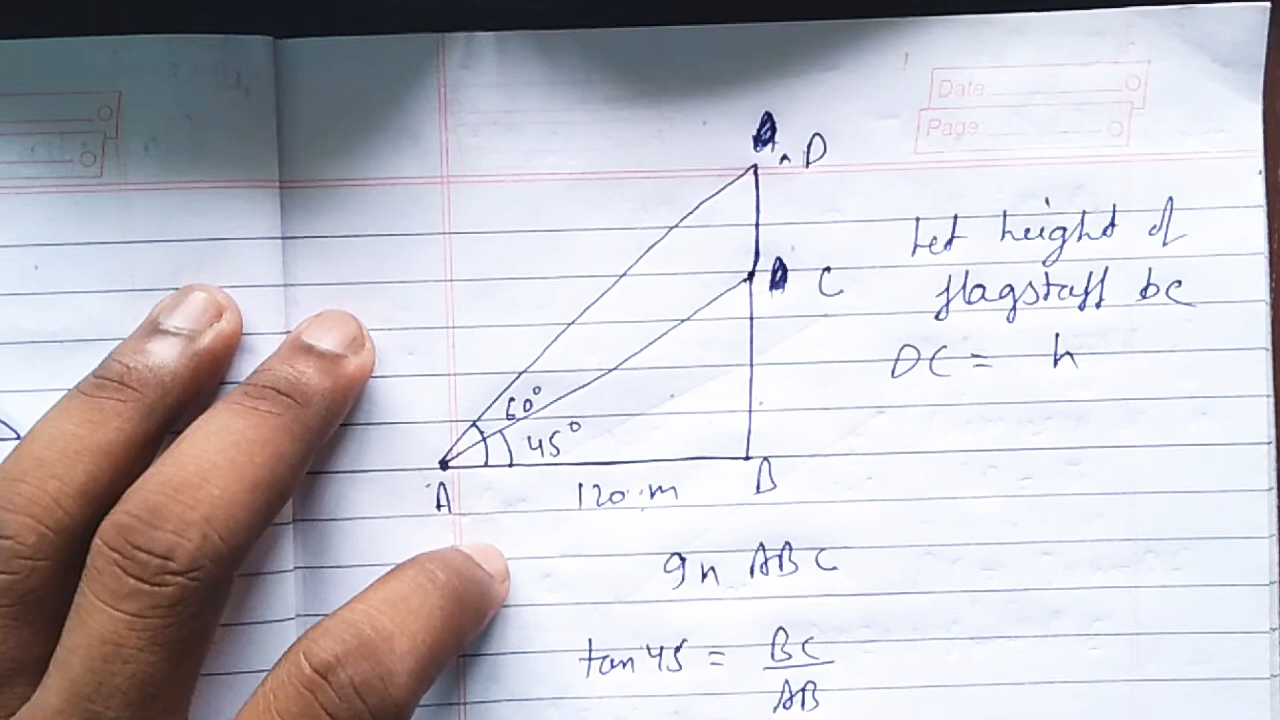 Date
Page
D
Let height of
flagstaff be
C
DC = h
60°
45°
A
120 m
B
In ABC
tan 45 = BC
AB